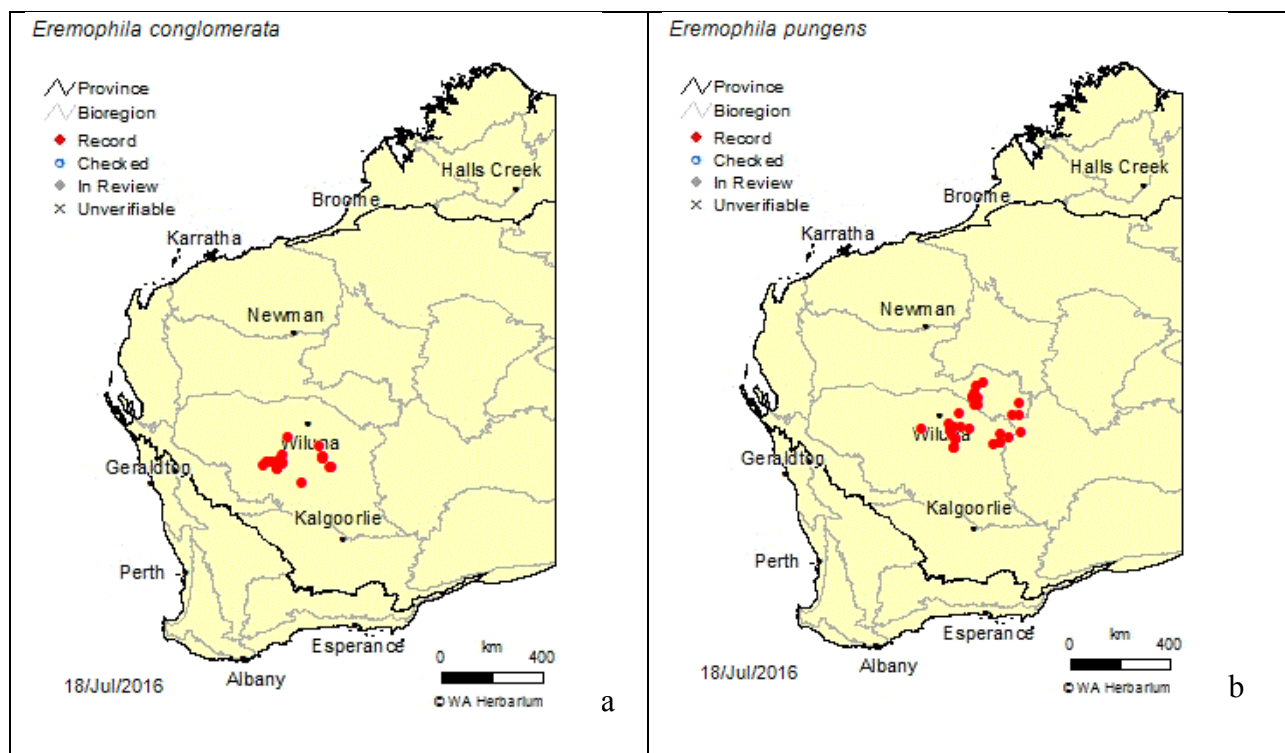 Eremophila conglomerata
Province
Bioregion
Record
Checked
In Review
Unverifiable
Halls Creek
Broome
Karratha
Newman
Wiluna
Geraldton
Kalgoorlie
Perth
Esperance
Albany
0 km 400
18/Jul/2016
© WA Herbarium
a
Eremophila pungens
Province
Bioregion
Record
Checked
In Review
Unverifiable
Halls Creek
Broome
Karratha
Newman
Wiluna
Geraldton
Kalgoorlie
Perth
Esperance
Albany
0 km 400
18/Jul/2016
© WA Herbarium
b